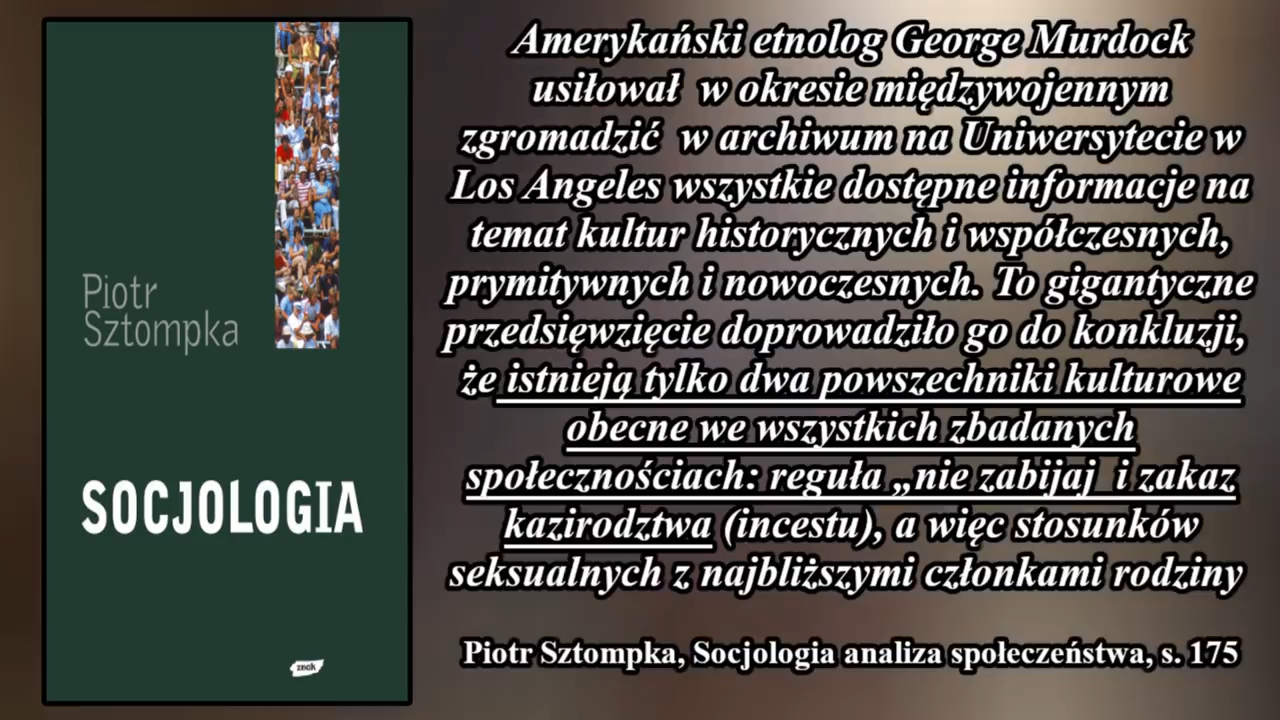 Piotr
Sztompka
SOCJOLOGIA
znak
Amerykański etnolog George Murdock
usiłował w okresie międzywojennym
zgromadzić w archiwum na Uniwersytecie w
Los Angeles wszystkie dostępne informacje na
temat kultur historycznych i współczesnych,
prymitywnych i nowoczesnych. To gigantyczne
przedsięwzięcie doprowadziło go do konkluzji,
że istnieją tylko dwa powszechniki kulturowe
obecne we wszystkich zbadanych
społecznościach: reguła „nie zabijaj i zakaz
kazirodztwa (incestu), a więc stosunków
seksualnych z najbliższymi członkami rodziny
Piotr Sztompka, Socjologia analiza społeczeństwa, s. 175